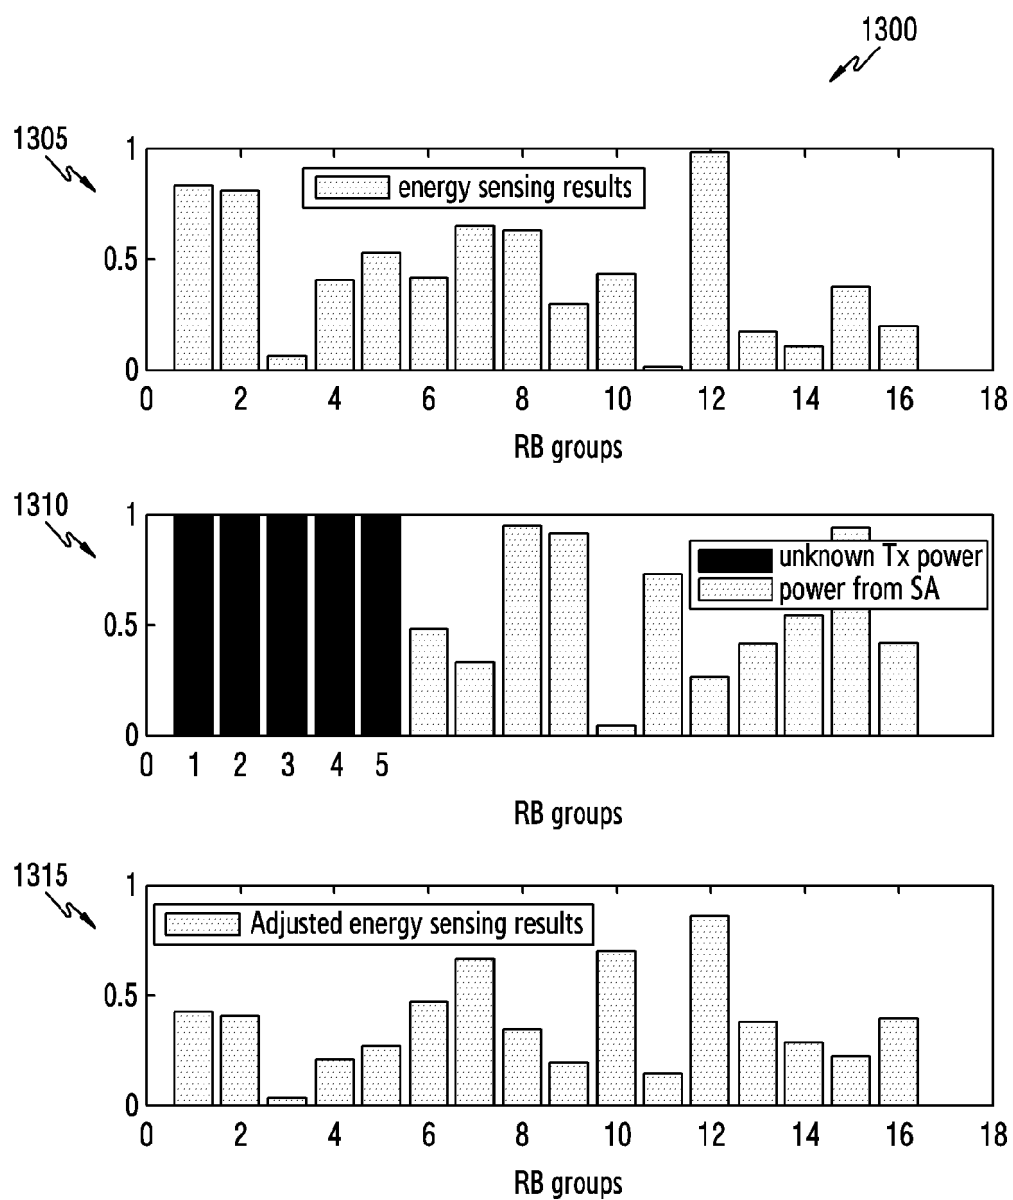 1300
1305
1
energy sensing results
0.5
0
0 2 4 6 8 10 12 14 16 18
RB groups
1310
1
unknown Tx power
power from SA
0.5
0
0 1 2 3 4 5
RB groups
1315
1
Adjusted energy sensing results
0.5
0
0 2 4 6 8 10 12 14 16 18
RB groups